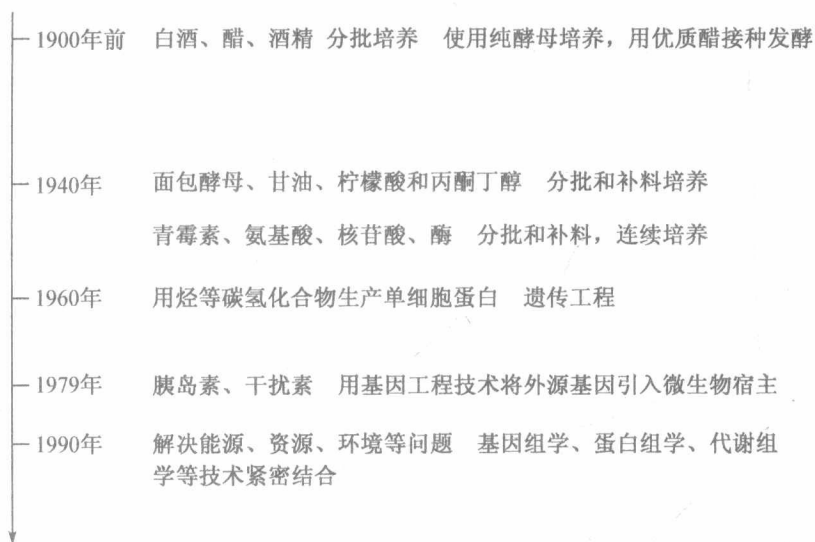 1900年前 白酒、醋、酒精 分批培养 使用纯酵母培养，用优质醋接种发酵
1940年 面包酵母、甘油、柠檬酸和丙酮丁醇 分批和补料培养
青霉素、氨基酸、核苷酸、酶 分批和补料，连续培养
1960年 用烃等碳氢化合物生产单细胞蛋白 遗传工程
1979年 胰岛素、干扰素 用基因工程技术将外源基因引入微生物宿主
1990年 解决能源、资源、环境等问题 基因组学、蛋白组学、代谢组
学等技术紧密结合